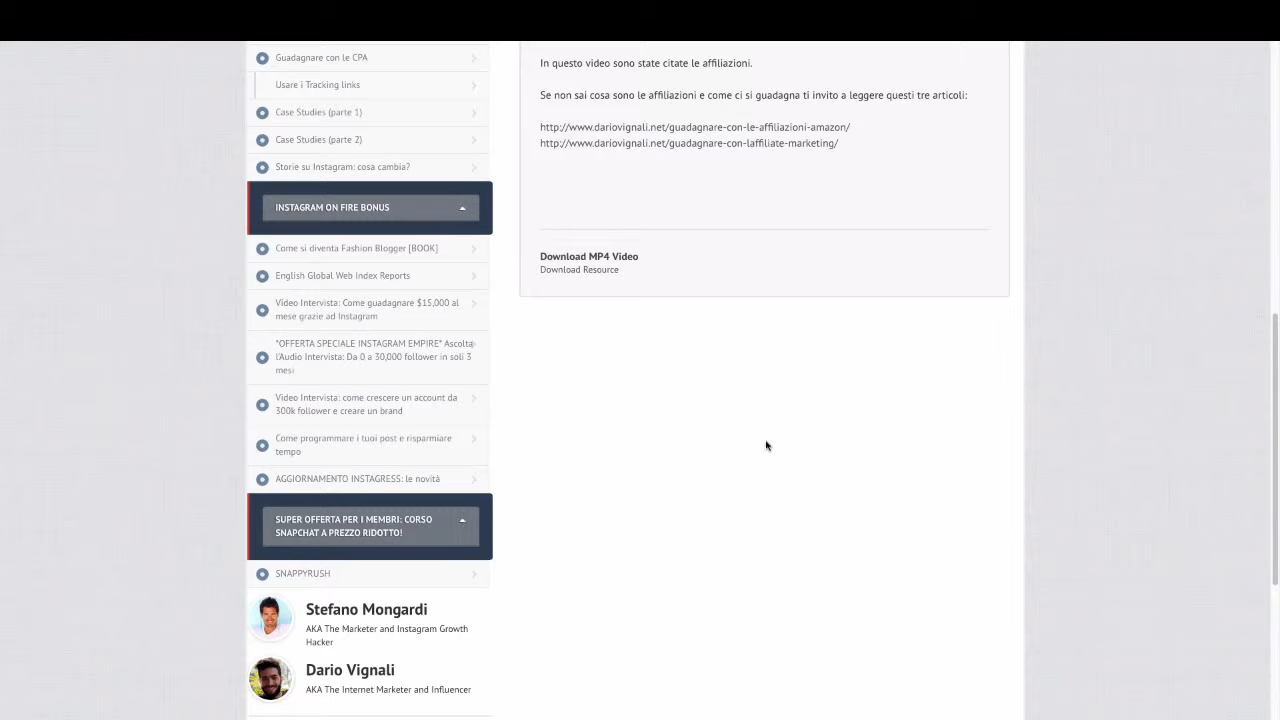 Guadagnare con le CPA
Usare i Tracking links
Case Studies (parte 1)
Case Studies (parte 2)
Storie su Instagram: cosa cambia?
INSTAGRAM ON FIRE BONUS
Come si diventa Fashion Blogger [BOOK]
English Global Web Index Reports
Video Intervista: Come guadagnare $15,000 al
mese grazie ad Instagram
*OFFERTA SPECIALE INSTAGRAM EMPIRE* Ascolta
l'Audio Intervista: Da 0 a 30,000 follower in soli 3
mesi
Video Intervista: come crescere un account da
300k follower e creare un brand
Come programmare i tuoi post e risparmiare
tempo
AGGIORNAMENTO INSTAGRESS: le novità
SUPER OFFERTA PER I MEMBRI: CORSO
SNAPCHAT A PREZZO RIDOTTO!
SNAPPYRUSH
Stefano Mongardi
AKA The Marketer and Instagram Growth
Hacker
Dario Vignali
AKA The Internet Marketer and Influencer
In questo video sono state citate le affiliazioni.
Se non sai cosa sono le affiliazioni e come ci si guadagna ti invito a leggere questi tre articoli:
http://www.dariovignali.net/guadagnare-con-le-affiliazioni-amazon/
http://www.dariovignali.net/guadagnare-con-laffiliate-marketing/
Download MP4 Video
Download Resource